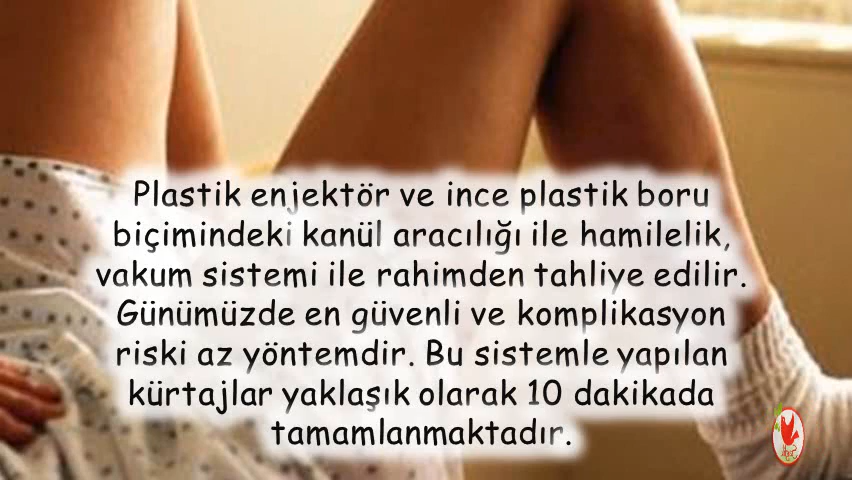 Plastik enjektör ve ince plastik boru
biçimindeki kanül aracılığı ile hamilelik,
vakum sistemi ile rahimden tahliye edilir.
Günümüzde en güvenli ve komplikasyon
riski az yöntemdir. Bu sistemle yapılan
kürtajlar yaklaşık olarak 10 dakikada
tamamlanmaktadır.